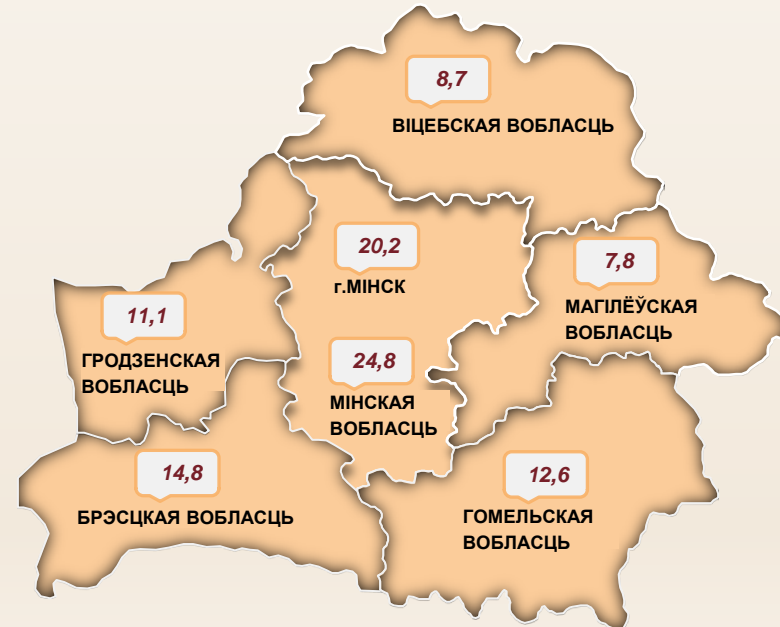 8,7
ВІЦЕБСКАЯ ВОБЛАСЦЬ
20,2
г.МІНСК
7,8
МАГІЛЁЎСКАЯ
ВОБЛАСЦЬ
11,1
ГРОДЗЕНСКАЯ
ВОБЛАСЦЬ
24,8
МІНСКАЯ
ВОБЛАСЦЬ
14,8
БРЭСЦКАЯ ВОБЛАСЦЬ
12,6
ГОМЕЛЬСКАЯ
ВОБЛАСЦЬ